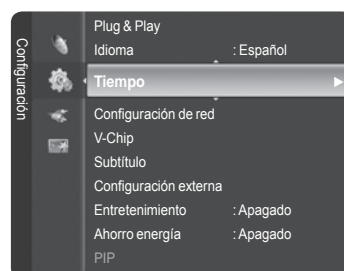 Configuración
Plug & Play
Idioma : Español
Tiempo
Configuración de red
V-Chip
Subtítulo
Configuración externa
Entretenimiento : Apagado
Ahorro energía : Apagado
PIP